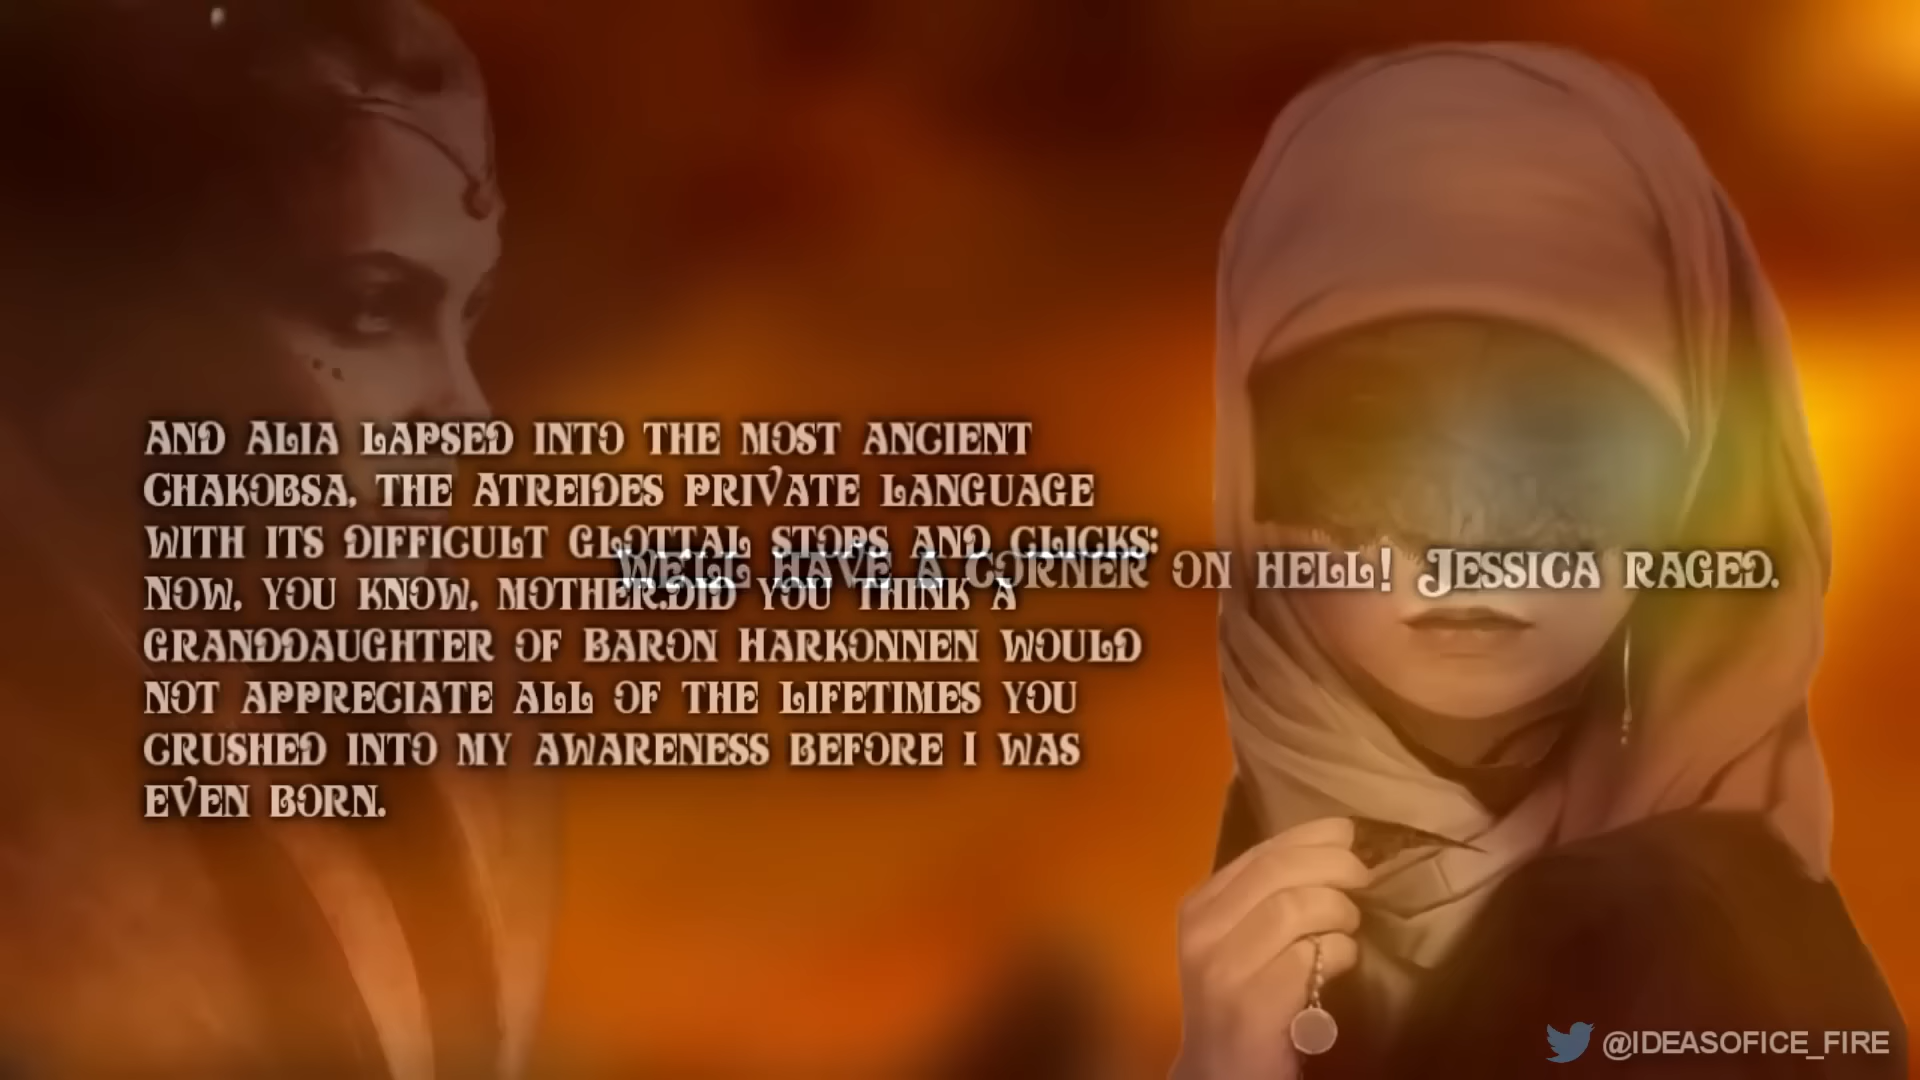 AND ALIA LAPSED INTO THE MOST ANCIENT
CHAKOBSA, THE ATREIDES PRIVATE LANGUAGE
WITH ITS DIFFICULT GLOTTAL STOPS AND CLICKS:
WE'LL HAVE A CORNER ON HELL! JESSICA RAGED.
NOW, YOU KNOW, MOTHER.DID YOU THINK A
GRANDDAUGHTER OF BARON HARKONNEN WOULD
NOT APPRECIATE ALL OF THE LIFETIMES YOU
CRUSHED INTO MY AWARENESS BEFORE I WAS
EVEN BORN.
@IDEASOFICE_FIRE